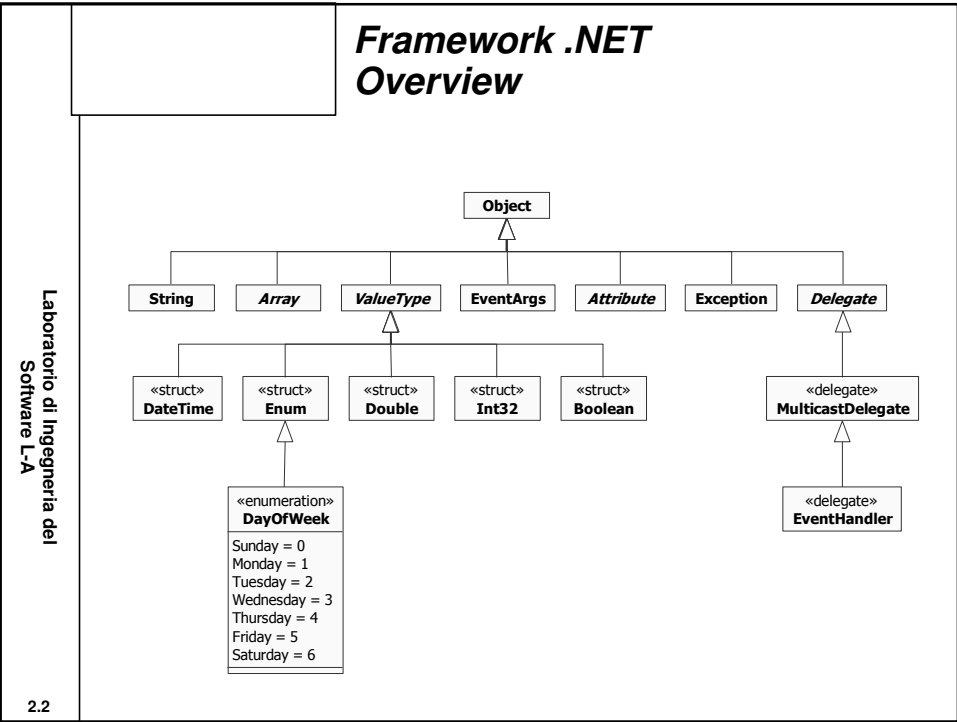 Framework .NET
Overview
Object
String
Array
ValueType
EventArgs
Attribute
Exception
Delegate
«struct»
DateTime
«struct»
Enum
«struct»
Double
«struct»
Int32
«struct»
Boolean
«delegate»
MulticastDelegate
«enumeration»
DayOfWeek
Sunday = 0
Monday = 1
Tuesday = 2
Wednesday = 3
Thursday = 4
Friday = 5
Saturday = 6
«delegate»
EventHandler
Laboratorio di Ingegneria del
Software L-A
2.2